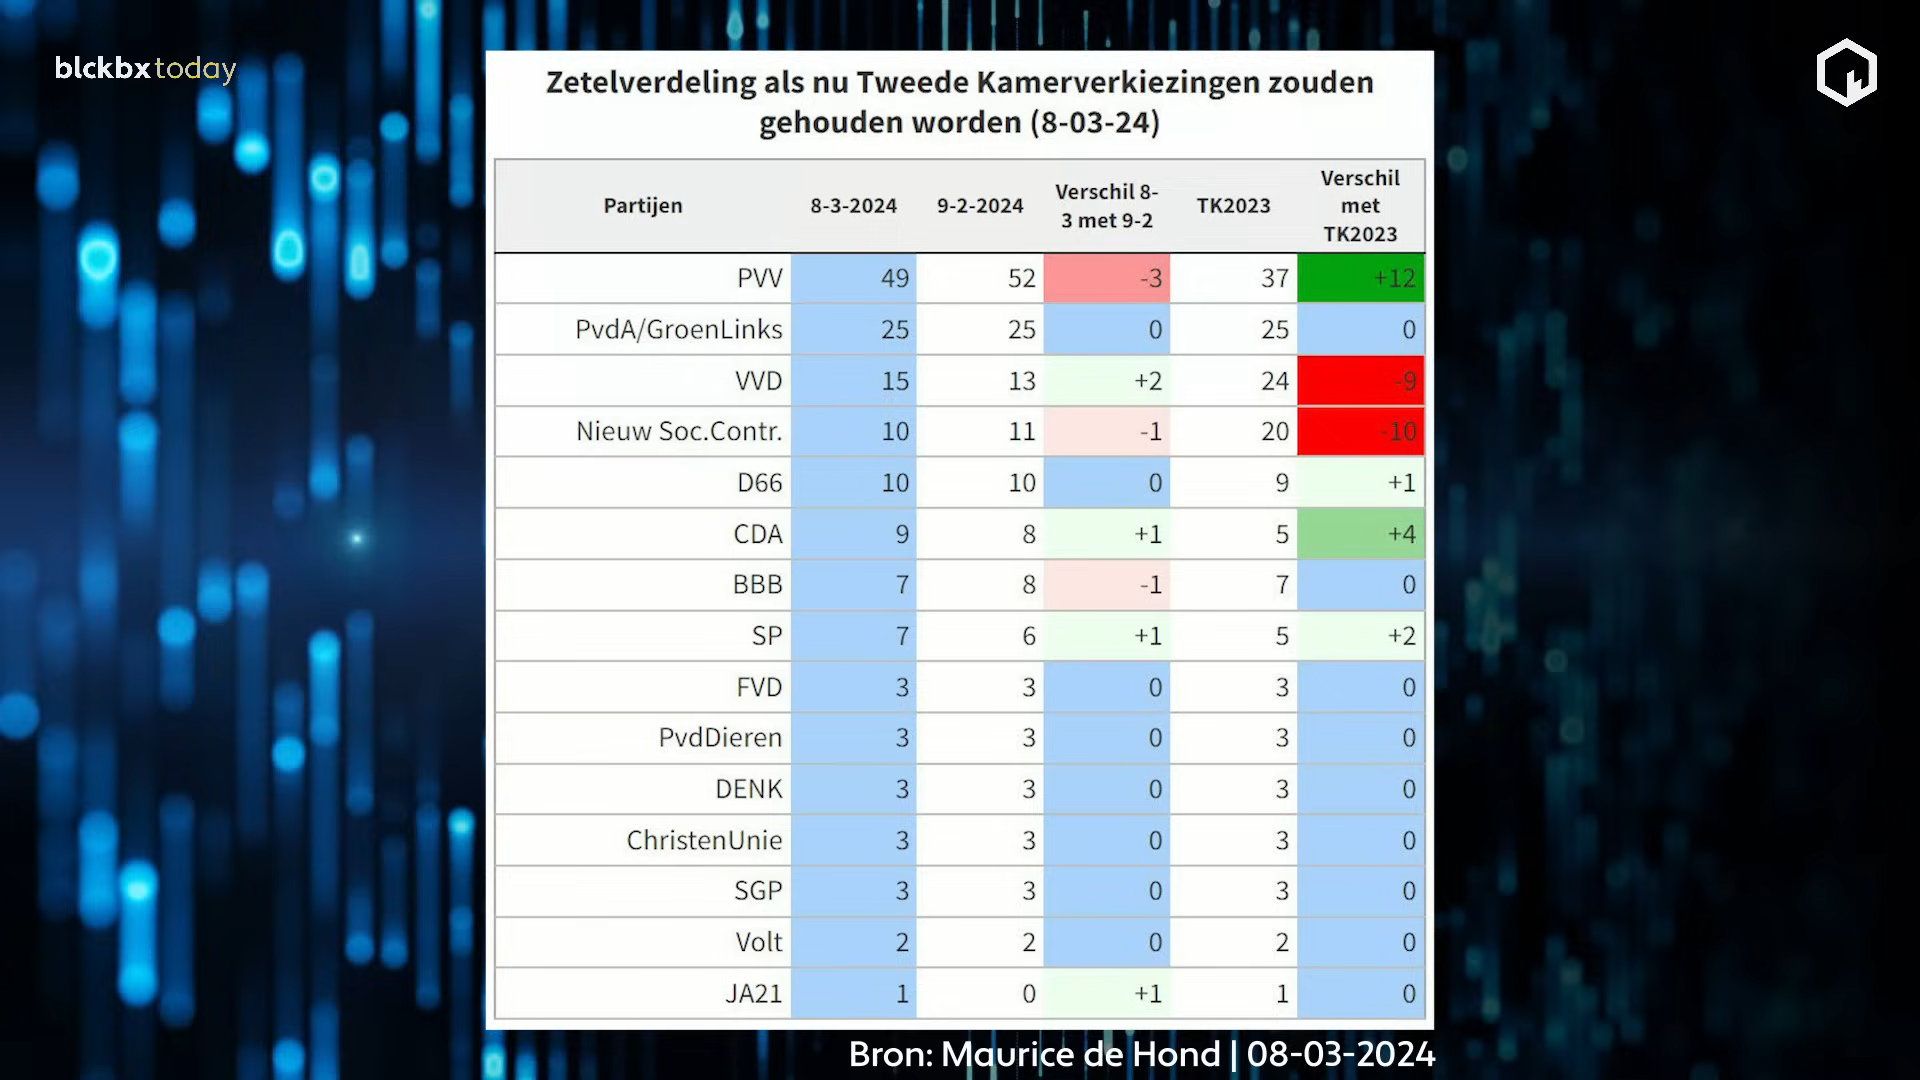 blckbxtoday
Zetelverdeling als nu Tweede Kamerverkiezingen zouden
gehouden worden (8-03-24)
Partijen 8-3-2024 9-2-2024 Verschil 8-3 met 9-2 TK2023 Verschil met TK2023
PVV 49 52 -3 37 +12
PvdA/GroenLinks 25 25 0 25 0
VVD 15 13 +2 24 -9
Nieuw Soc.Contr. 10 11 -1 20 -10
D66 10 10 0 9 +1
CDA 9 8 +1 5 +4
BBB 7 8 -1 7 0
SP 7 6 +1 5 +2
FVD 3 3 0 3 0
PvdDieren 3 3 0 3 0
DENK 3 3 0 3 0
ChristenUnie 3 3 0 3 0
SGP 3 3 0 3 0
Volt 2 2 0 2 0
JA21 1 0 +1 1 0
Bron: Maurice de Hond | 08-03-2024